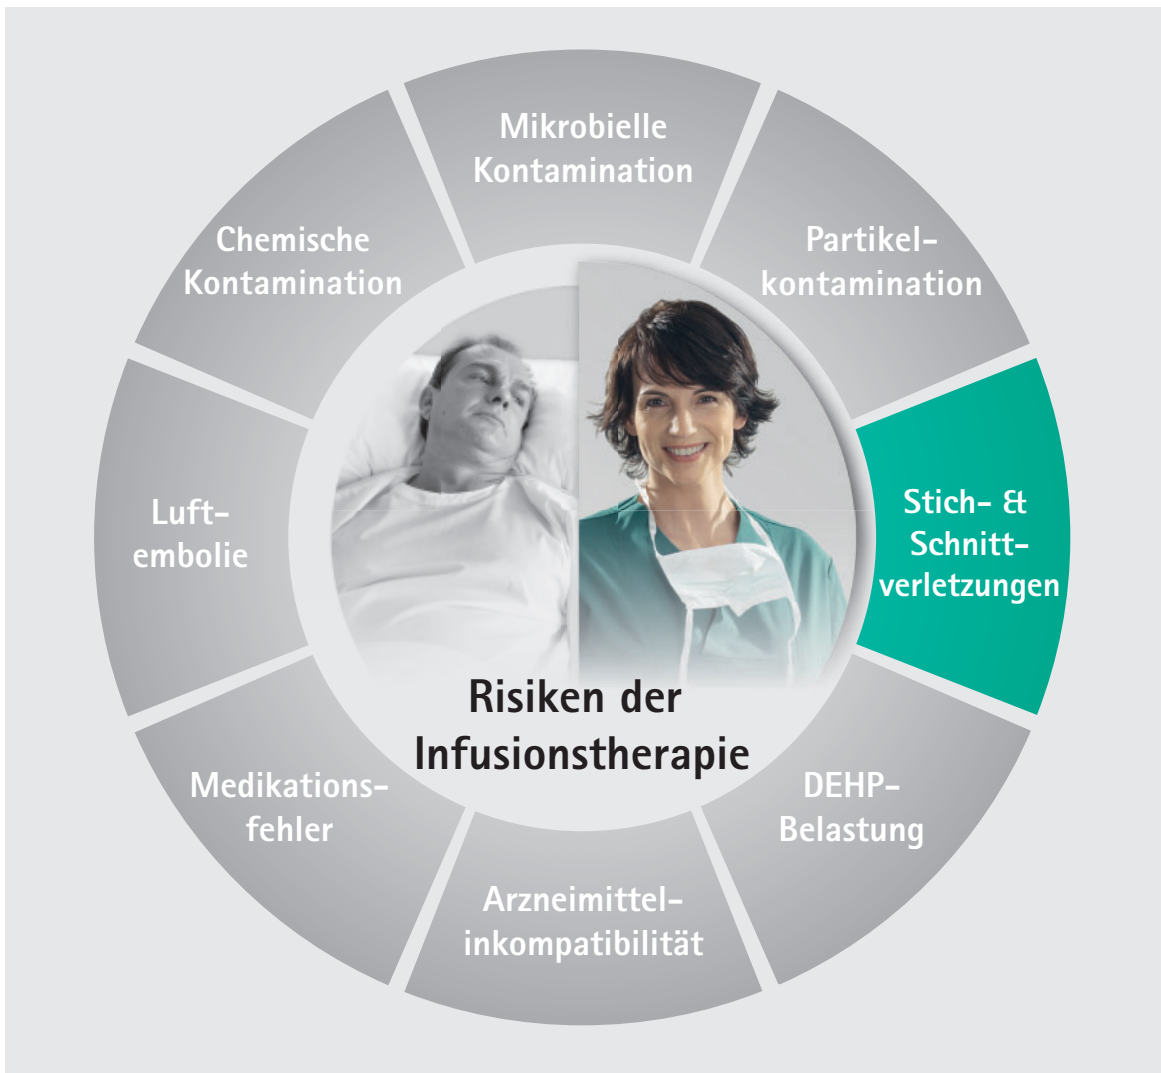 Mikrobielle
Kontamination
Partikel-
kontamination
Stich- &
Schnitt-
verletzungen
DEHP-
Belastung
Arzneimittel-
inkompatibilität
Medikations-
fehler
Luft-
embolie
Chemische
Kontamination
Risiken der
Infusionstherapie